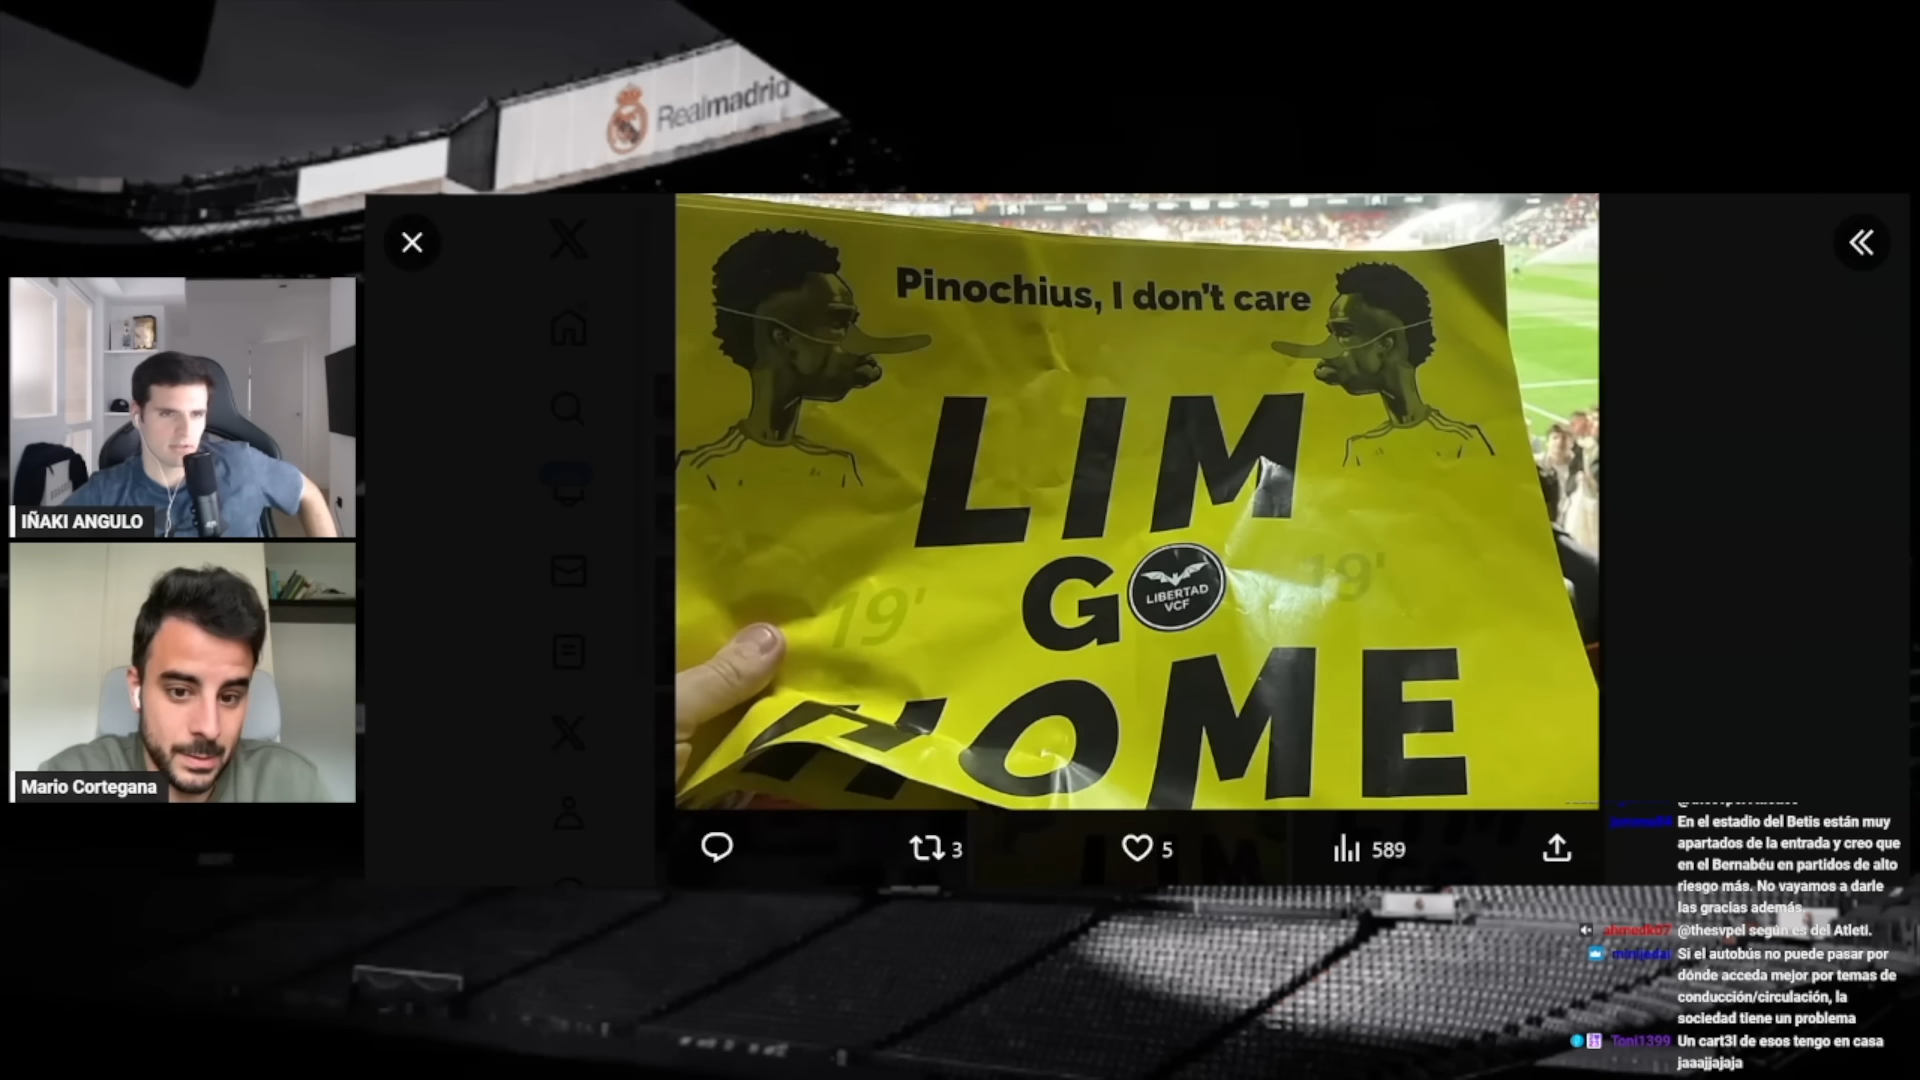 Realmadrid
Pinochius, I don't care
LIM
GO
LIBERTAD
VCF
19'
19'
HOME
IÑAKI ANGULO
Mario Cortegana
3
5
589
En el estadio del Betis están muy
apartados de la entrada y creo que
en el Bernabéu en partidos de alto
riesgo más. No vayamos a darle
las gracias además.
ahmedk07 @thesvpel según es del Atleti.
minijedai Si el autobús no puede pasar por
dónde acceda mejor por temas de
conducción/circulación, la
sociedad tiene un problema
Toni1399 Un cart3l de esos tengo en casa
jaaajjajaja